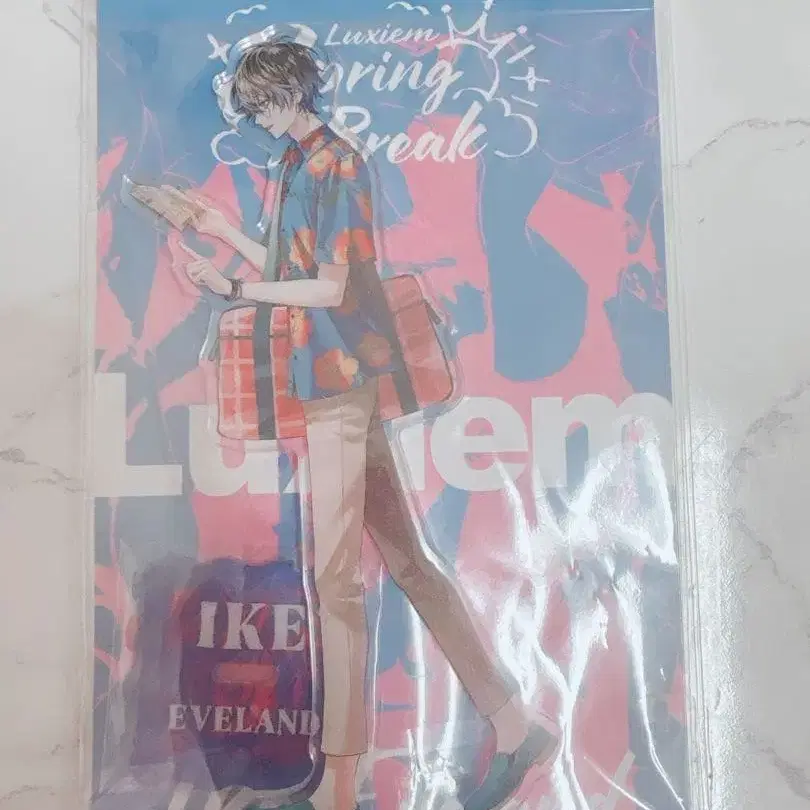 Luxiem
Spring
Break
Luxiem
IKE
EVELAND